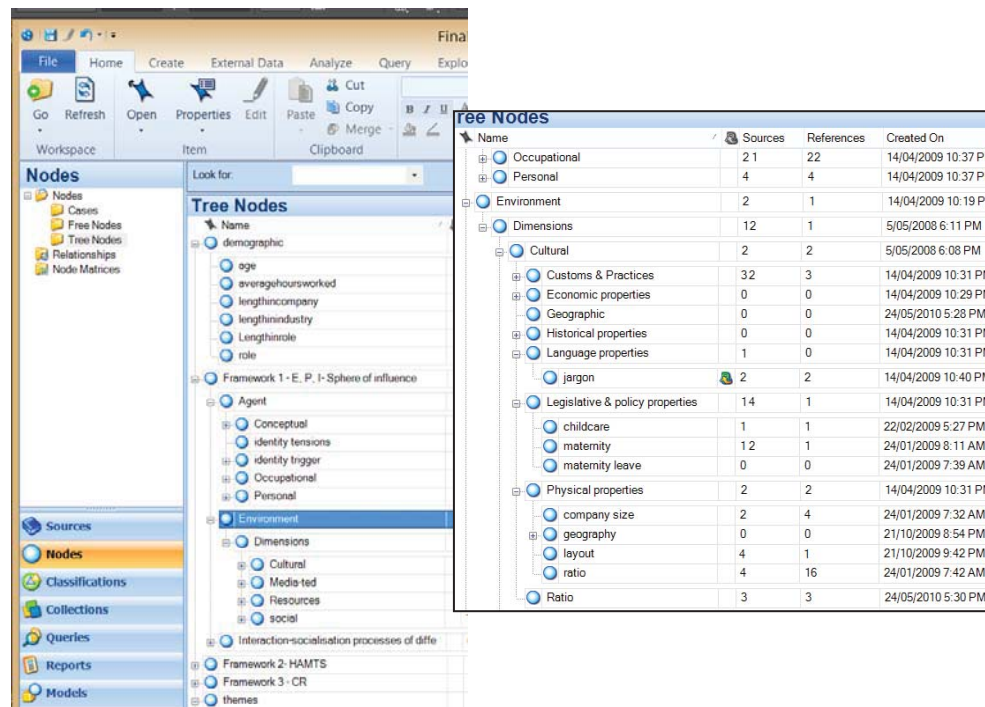 Fina
File Home Create External Data Analyze Query Explo
Go Refresh Open Properties Edit Paste Cut Copy Merge B I U
Workspace Item Clipboard
Nodes
Nodes
Cases
Free Nodes
Tree Nodes
Relationships
Node Matrices
Sources
Nodes
Classifications
Collections
Queries
Reports
Models
Look for:
Tree Nodes
Name
demographic
age
averagehoursworked
lengthincompany
lengthinindustry
Lengthinrole
role
Framework 1 - E, P, I- Sphere of influence
Agent
Conceptual
identity tensions
identity trigger
Occupational
Personal
Environment
Dimensions
Cultural
Media-ted
Resources
social
Interaction-socialisation processes of diffe
Framework 2- HAMTS
Framework 3 - CR
themes
ree Nodes
Name Sources References Created On
Occupational 2 1 22 14/04/2009 10:37 P
Personal 4 4 14/04/2009 10:37 P
Environment 2 1 14/04/2009 10:19 P
Dimensions 12 1 5/05/2008 6:11 PM
Cultural 2 2 5/05/2008 6:08 PM
Customs & Practices 32 3 14/04/2009 10:31 PM
Economic properties 0 0 14/04/2009 10:29 PM
Geographic 0 0 24/05/2010 5:28 PM
Historical properties 0 0 14/04/2009 10:31 PM
Language properties 1 0 14/04/2009 10:31 PM
jargon 2 2 14/04/2009 10:40 PM
Legislative & policy properties 14 1 14/04/2009 10:31 PM
childcare 1 1 22/02/2009 5:27 PM
maternity 12 1 24/01/2009 8:11 AM
maternity leave 0 0 24/01/2009 7:39 AM
Physical properties 2 2 14/04/2009 10:31 PM
company size 2 4 24/01/2009 7:32 AM
geography 0 0 21/10/2009 8:54 PM
layout 4 1 21/10/2009 9:42 PM
ratio 4 16 24/01/2009 7:42 AM
Ratio 3 3 24/05/2010 5:30 PM